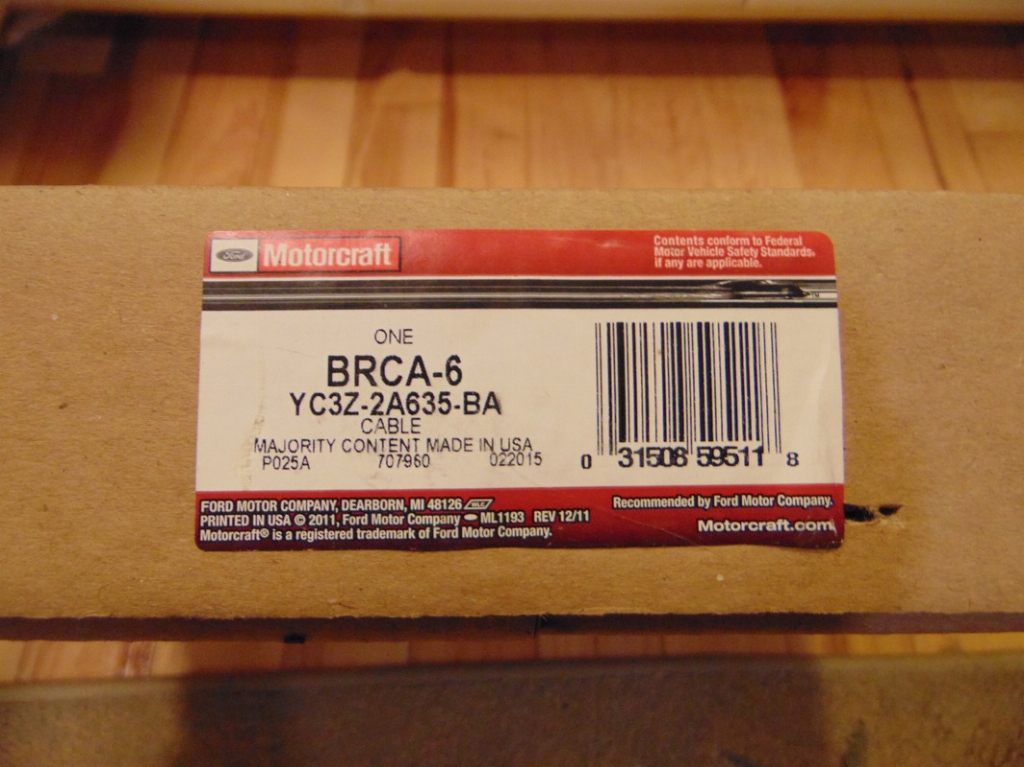 Ford Motorcraft
Contents conform to Federal
Motor Vehicle Safety Standards,
if any are applicable.
ONE
BRCA-6
YC3Z-2A635-BA
CABLE
MAJORITY CONTENT MADE IN USA
P025A 707960 022015
0 31508 59511 8
FORD MOTOR COMPANY, DEARBORN, MI 48126
PRINTED IN USA © 2011, Ford Motor Company ML1193 REV 12/11
Motorcraft® is a registered trademark of Ford Motor Company.
Recommended by Ford Motor Company.
Motorcraft.com